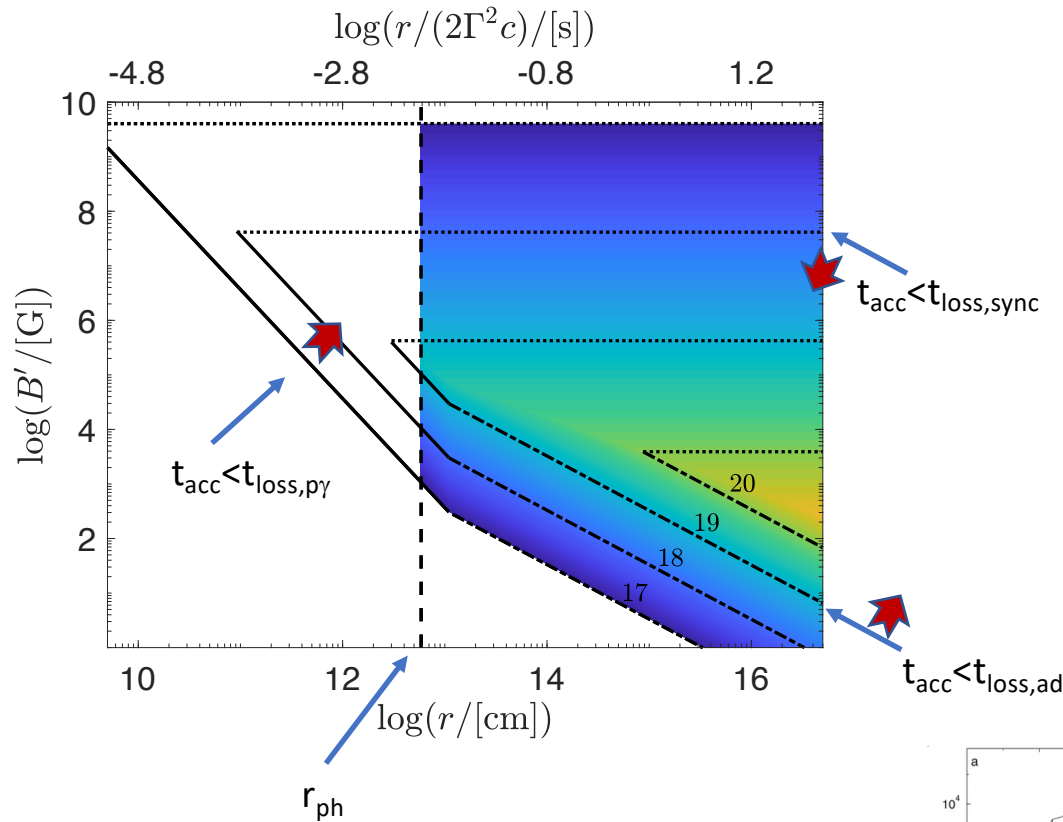 log(r/(2Γ²c)/[s])
-4.8 -2.8 -0.8 1.2
10
8
6
4
2
log(B′/[G])
t_acc<t_loss,sync
t_acc<t_loss,pγ
20
19
18
17
t_acc<t_loss,ad
10 12 14 16
log(r/[cm])
r_ph
a
10⁴